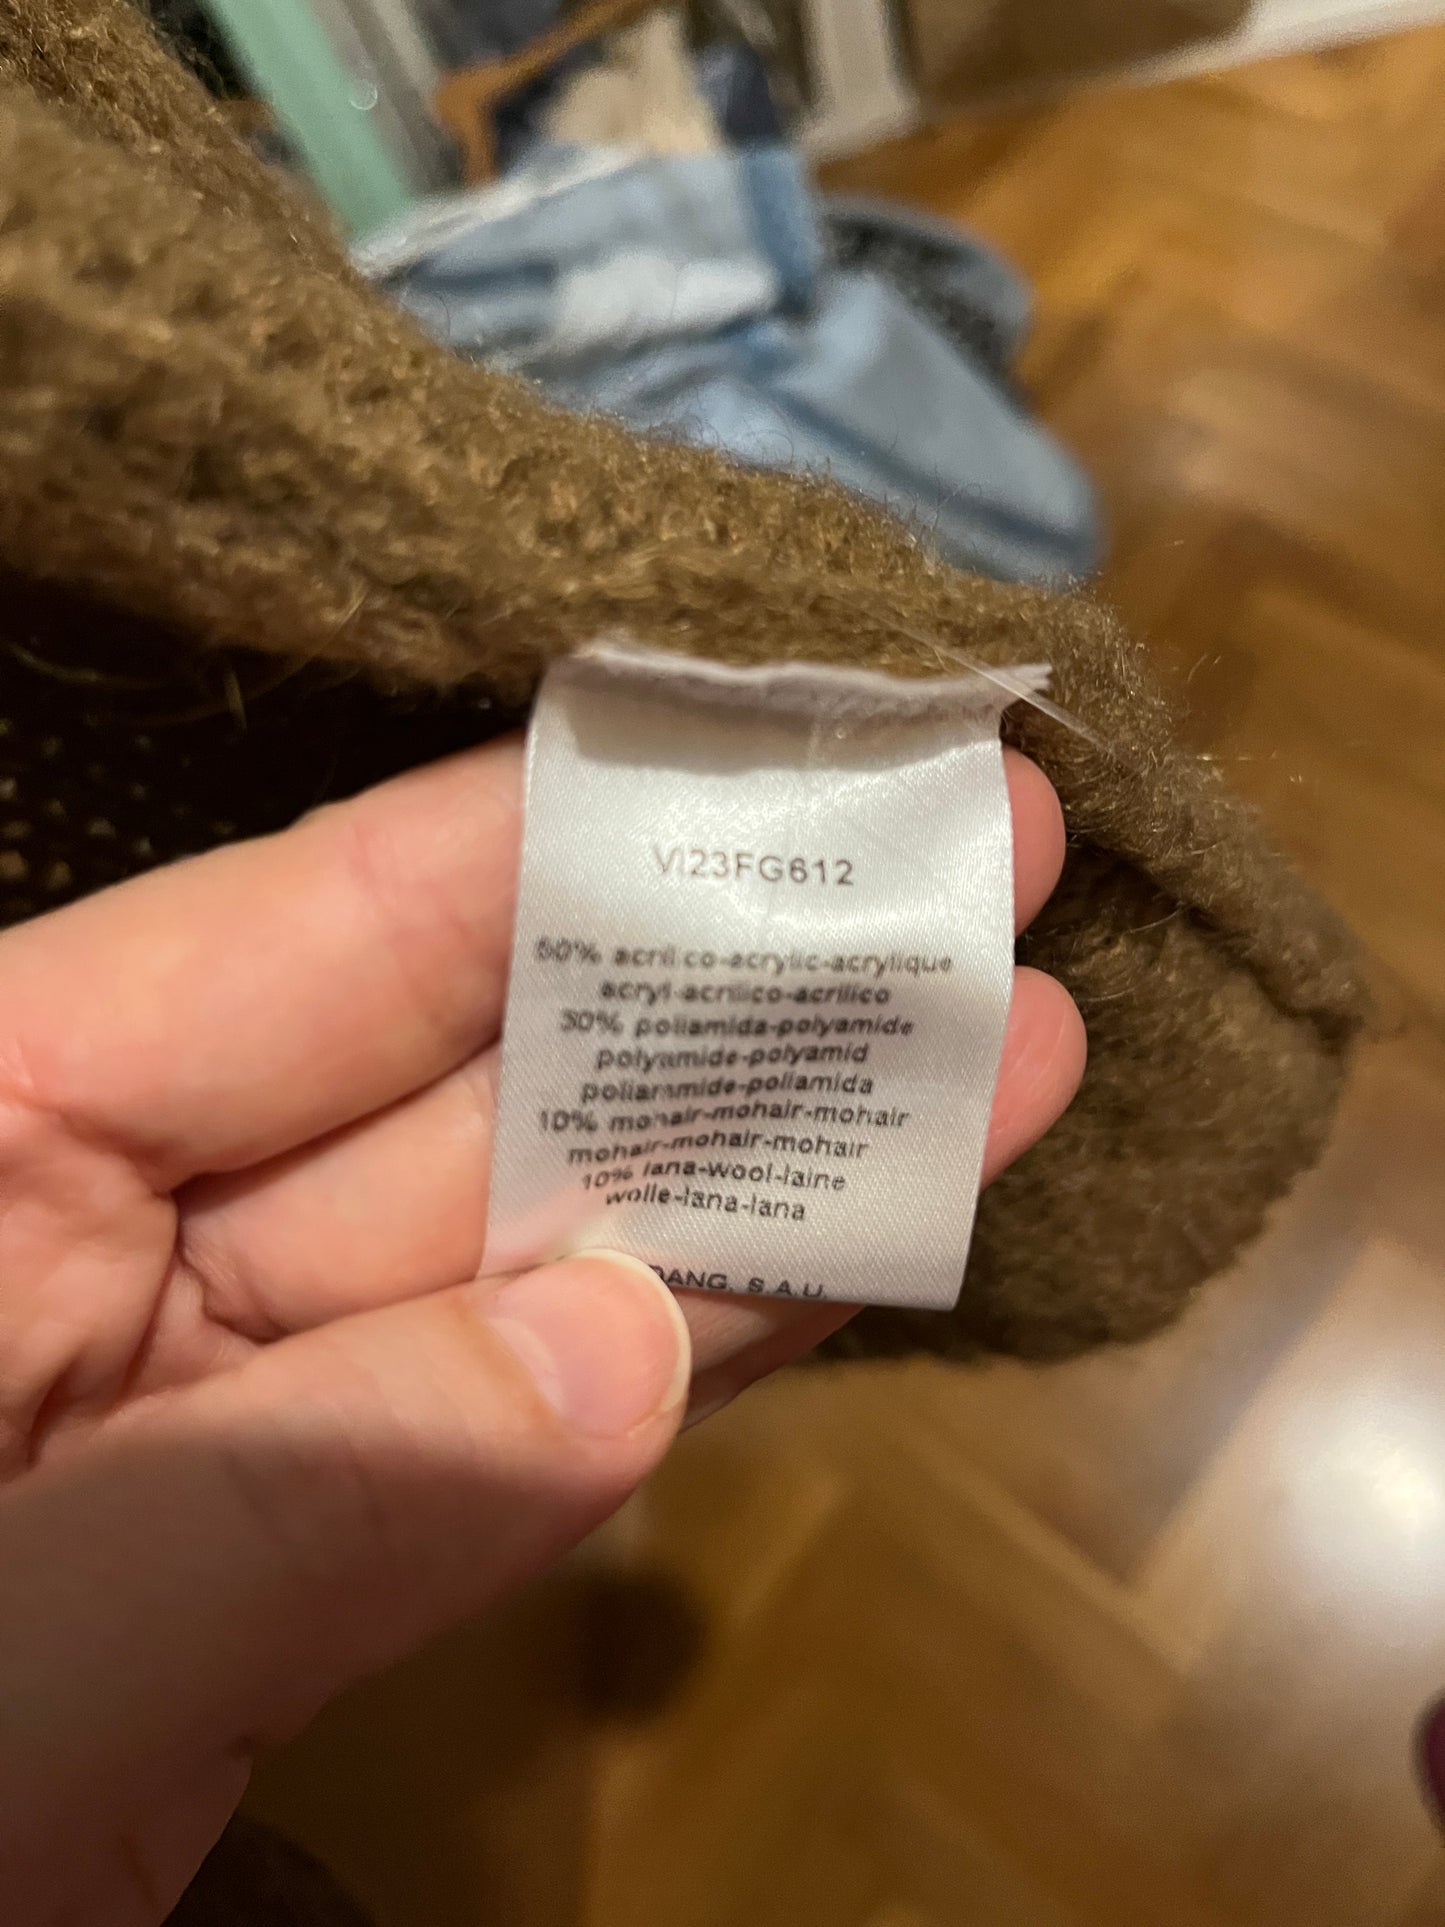 VI23FG612
50% acrilico-acrylic-acrylique
acryl-acrilico-acrilico
30% poliamida-polyamide
polyamide-polyamid
poliammide-poliamida
10% mohair-mohair-mohair
mohair-mohair-mohair
10% lana-wool-laine
wolle-lana-lana
S.A.U.